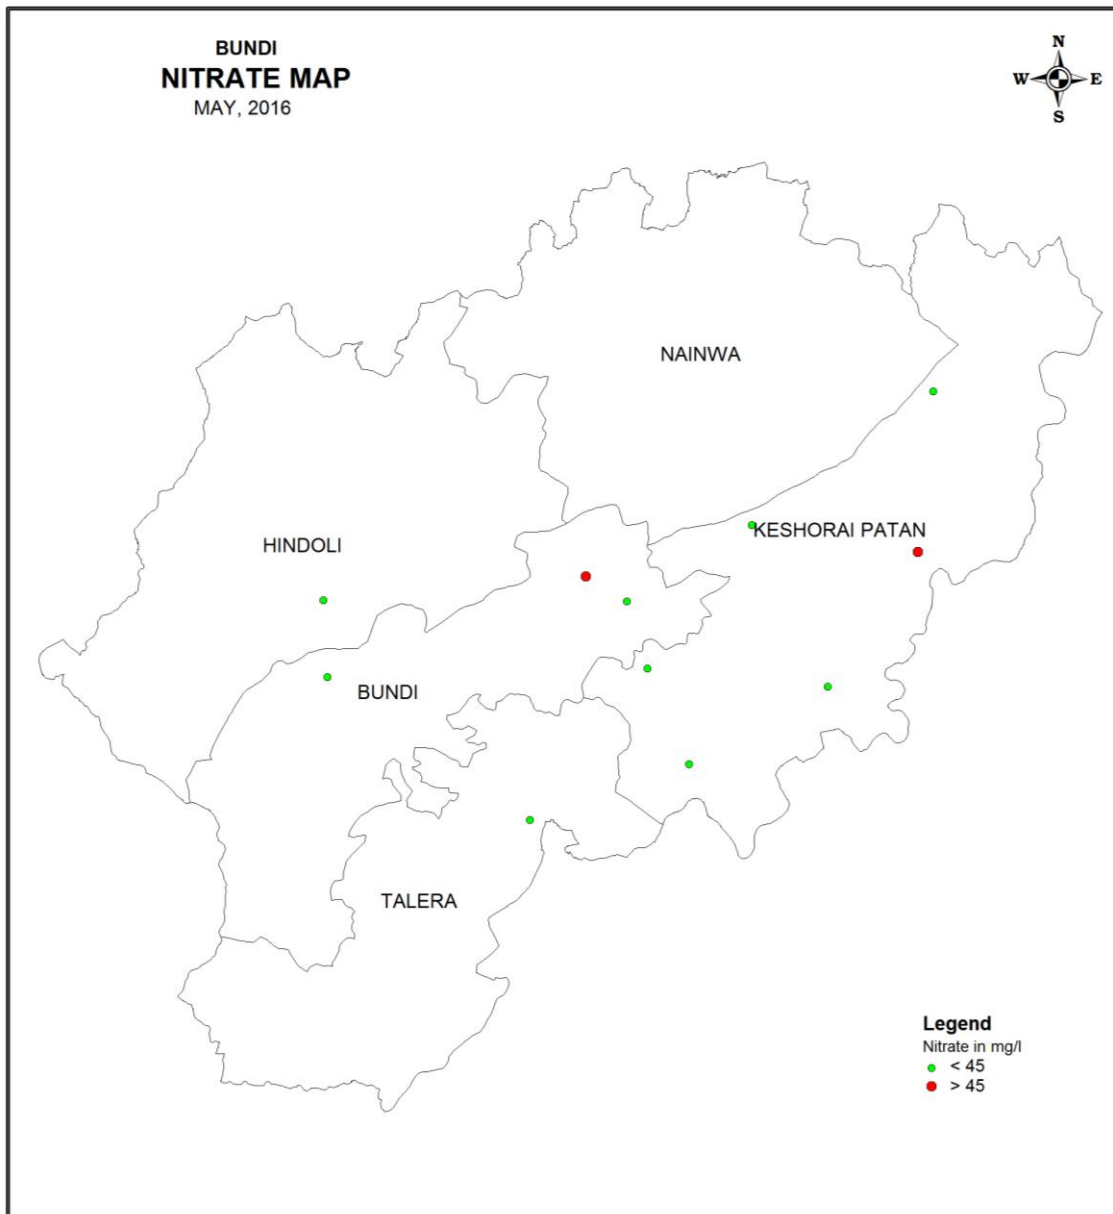 BUNDI
NITRATE MAP
MAY, 2016
N
W E
S
NAINWA
KESHORAI PATAN
HINDOLI
BUNDI
TALERA
Legend
Nitrate in mg/l
< 45
> 45